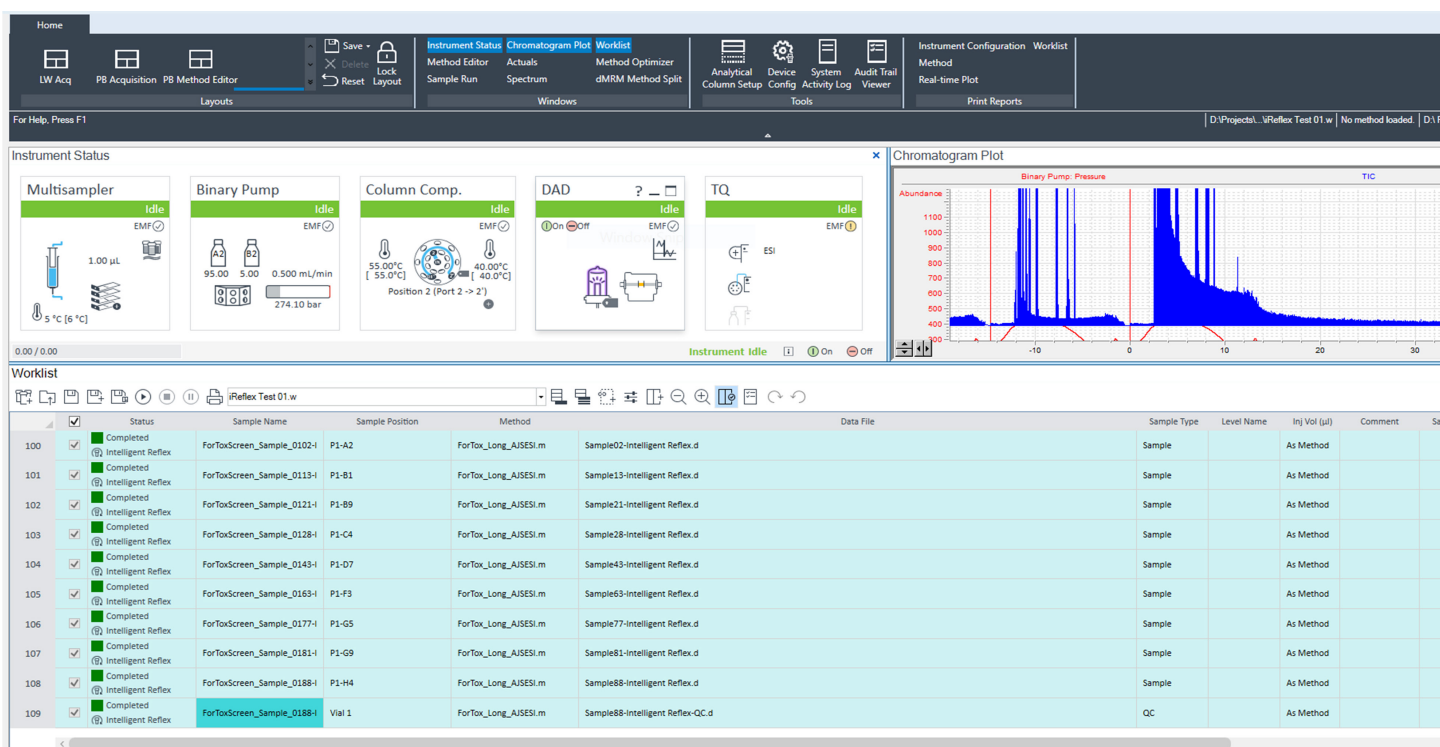 Home
LW Acq
PB Acquisition
PB Method Editor
Save
Delete
Reset
Lock Layout
Layouts
Instrument Status
Chromatogram Plot
Worklist
Method Editor
Actuals
Method Optimizer
Sample Run
Spectrum
dMRM Method Split
Windows
Analytical Column Setup
Device Config
System Activity Log
Audit Trail Viewer
Tools
Instrument Configuration
Worklist
Method
Real-time Plot
Print Reports
For Help, Press F1
D:\Projects\...\iReflex Test 01.w
No method loaded.
Instrument Status
Multisampler
Idle
EMF
1.00 µL
5 °C [6 °C]
Binary Pump
Idle
EMF
A2
B2
95.00 5.00 0.500 mL/min
274.10 bar
Column Comp.
Idle
EMF
55.00°C
[ 55.0°C]
40.00°C
[ 40.0°C]
Position 2 (Port 2 -> 2')
DAD
?
Idle
On
Off
EMF
TQ
Idle
EMF
ESI
0.00 / 0.00
Instrument Idle
On
Off
Chromatogram Plot
Binary Pump: Pressure
TIC
Abundance
1100
1000
900
800
700
600
500
400
-10 0 10 20 30
Worklist
iReflex Test 01.w
Status Sample Name Sample Position Method Data File Sample Type Level Name Inj Vol (µl) Comment
100 Completed Intelligent Reflex ForToxScreen_Sample_0102-I P1-A2 ForTox_Long_AJSESI.m Sample02-Intelligent Reflex.d Sample As Method
101 Completed Intelligent Reflex ForToxScreen_Sample_0113-I P1-B1 ForTox_Long_AJSESI.m Sample13-Intelligent Reflex.d Sample As Method
102 Completed Intelligent Reflex ForToxScreen_Sample_0121-I P1-B9 ForTox_Long_AJSESI.m Sample21-Intelligent Reflex.d Sample As Method
103 Completed Intelligent Reflex ForToxScreen_Sample_0128-I P1-C4 ForTox_Long_AJSESI.m Sample28-Intelligent Reflex.d Sample As Method
104 Completed Intelligent Reflex ForToxScreen_Sample_0143-I P1-D7 ForTox_Long_AJSESI.m Sample43-Intelligent Reflex.d Sample As Method
105 Completed Intelligent Reflex ForToxScreen_Sample_0163-I P1-F3 ForTox_Long_AJSESI.m Sample63-Intelligent Reflex.d Sample As Method
106 Completed Intelligent Reflex ForToxScreen_Sample_0177-I P1-G5 ForTox_Long_AJSESI.m Sample77-Intelligent Reflex.d Sample As Method
107 Completed Intelligent Reflex ForToxScreen_Sample_0181-I P1-G9 ForTox_Long_AJSESI.m Sample81-Intelligent Reflex.d Sample As Method
108 Completed Intelligent Reflex ForToxScreen_Sample_0188-I P1-H4 ForTox_Long_AJSESI.m Sample88-Intelligent Reflex.d Sample As Method
109 Completed Intelligent Reflex ForToxScreen_Sample_0188-I Vial 1 ForTox_Long_AJSESI.m Sample88-Intelligent Reflex-QC.d QC As Method